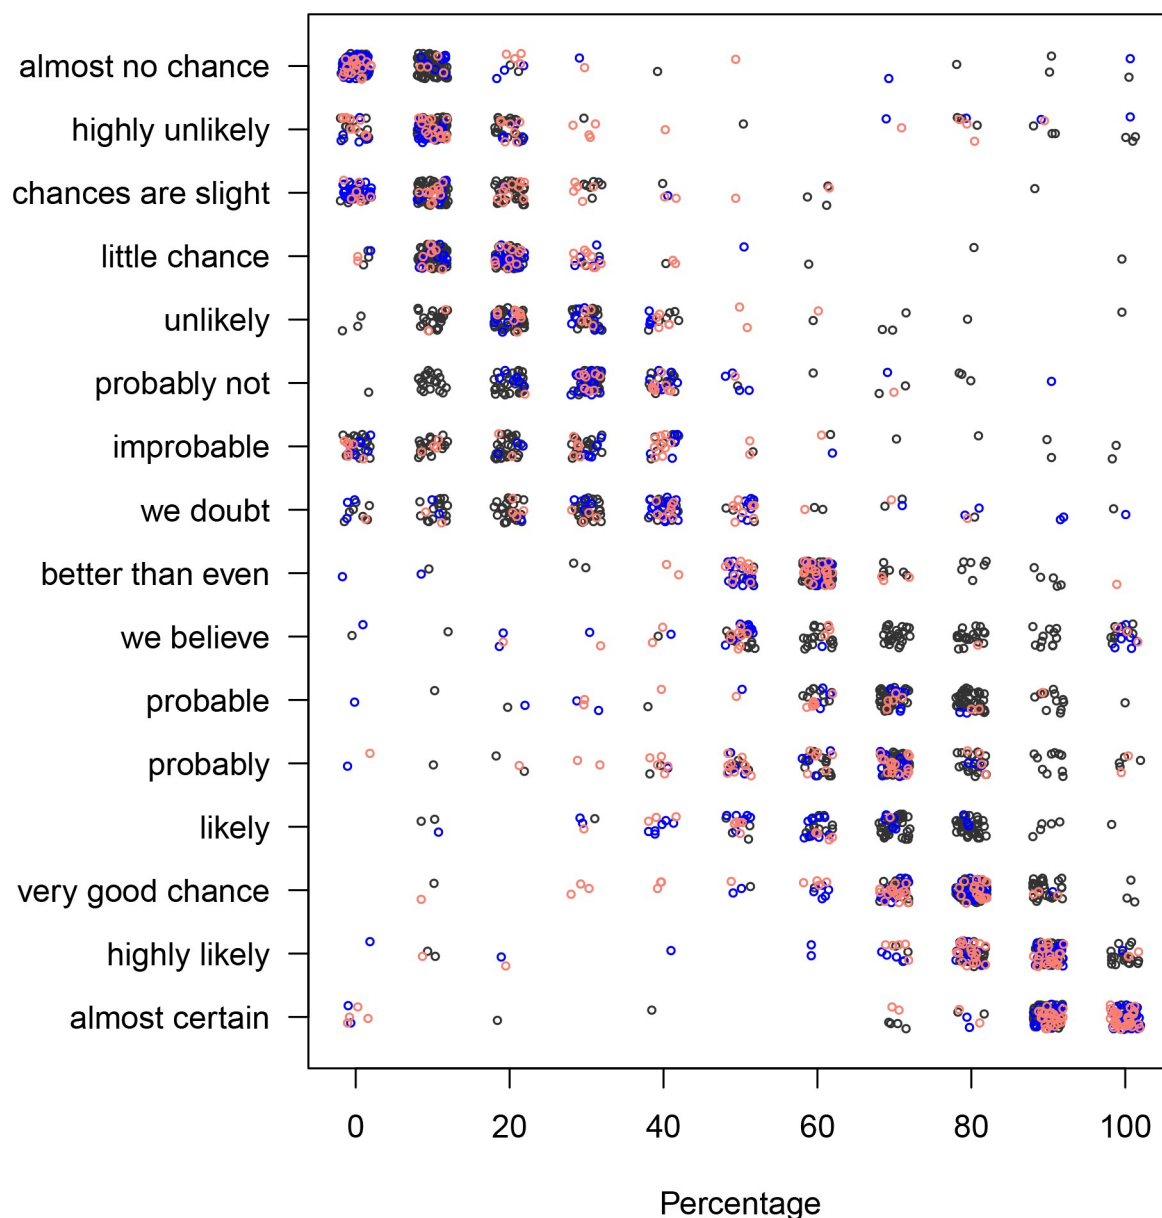 almost no chance
highly unlikely
chances are slight
little chance
unlikely
probably not
improbable
we doubt
better than even
we believe
probable
probably
likely
very good chance
highly likely
almost certain
0 20 40 60 80 100
Percentage